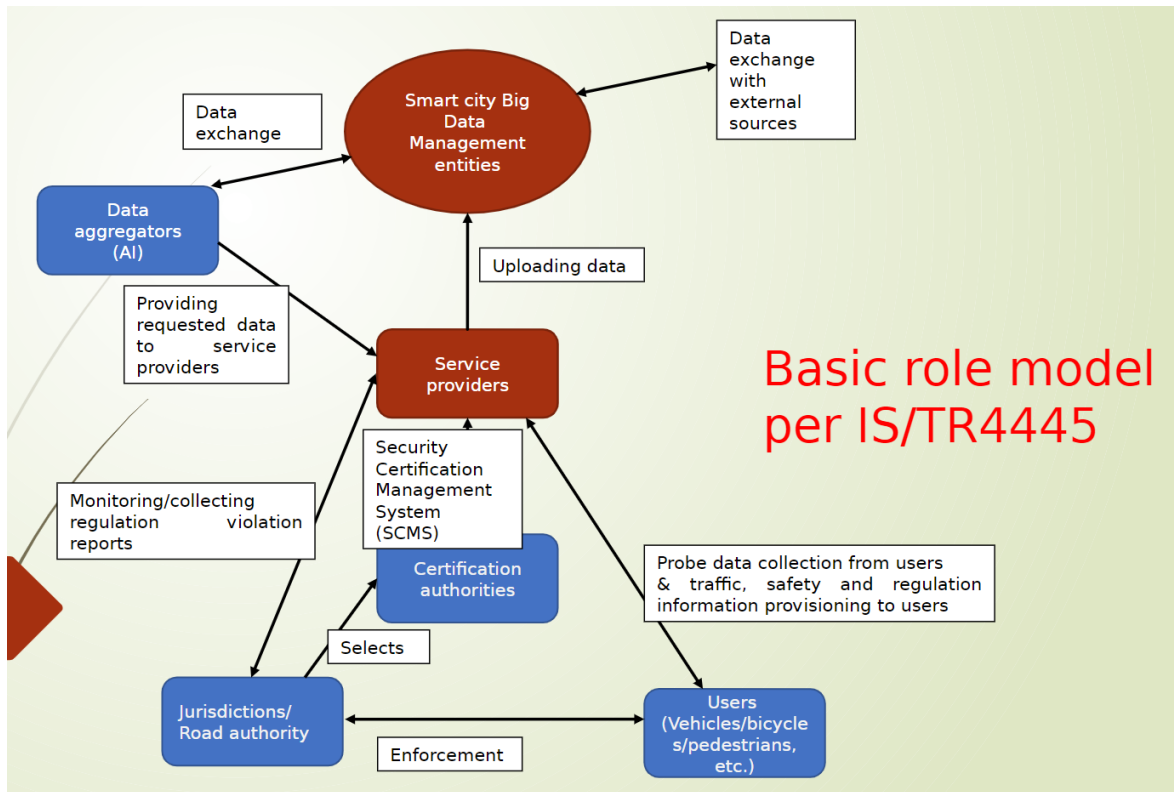 Data
exchange
with
external
sources
Smart city Big
Data
Management
entities
Data
exchange
Data
aggregators
(AI)
Uploading data
Providing
requested data
to service
providers
Service
providers
Basic role model
per IS/TR4445
Security
Certification
Management
System
(SCMS)
Monitoring/collecting
regulation violation
reports
Certification
authorities
Probe data collection from users
& traffic, safety and regulation
information provisioning to users
Selects
Jurisdictions/
Road authority
Users
(Vehicles/bicycle
s/pedestrians,
etc.)
Enforcement